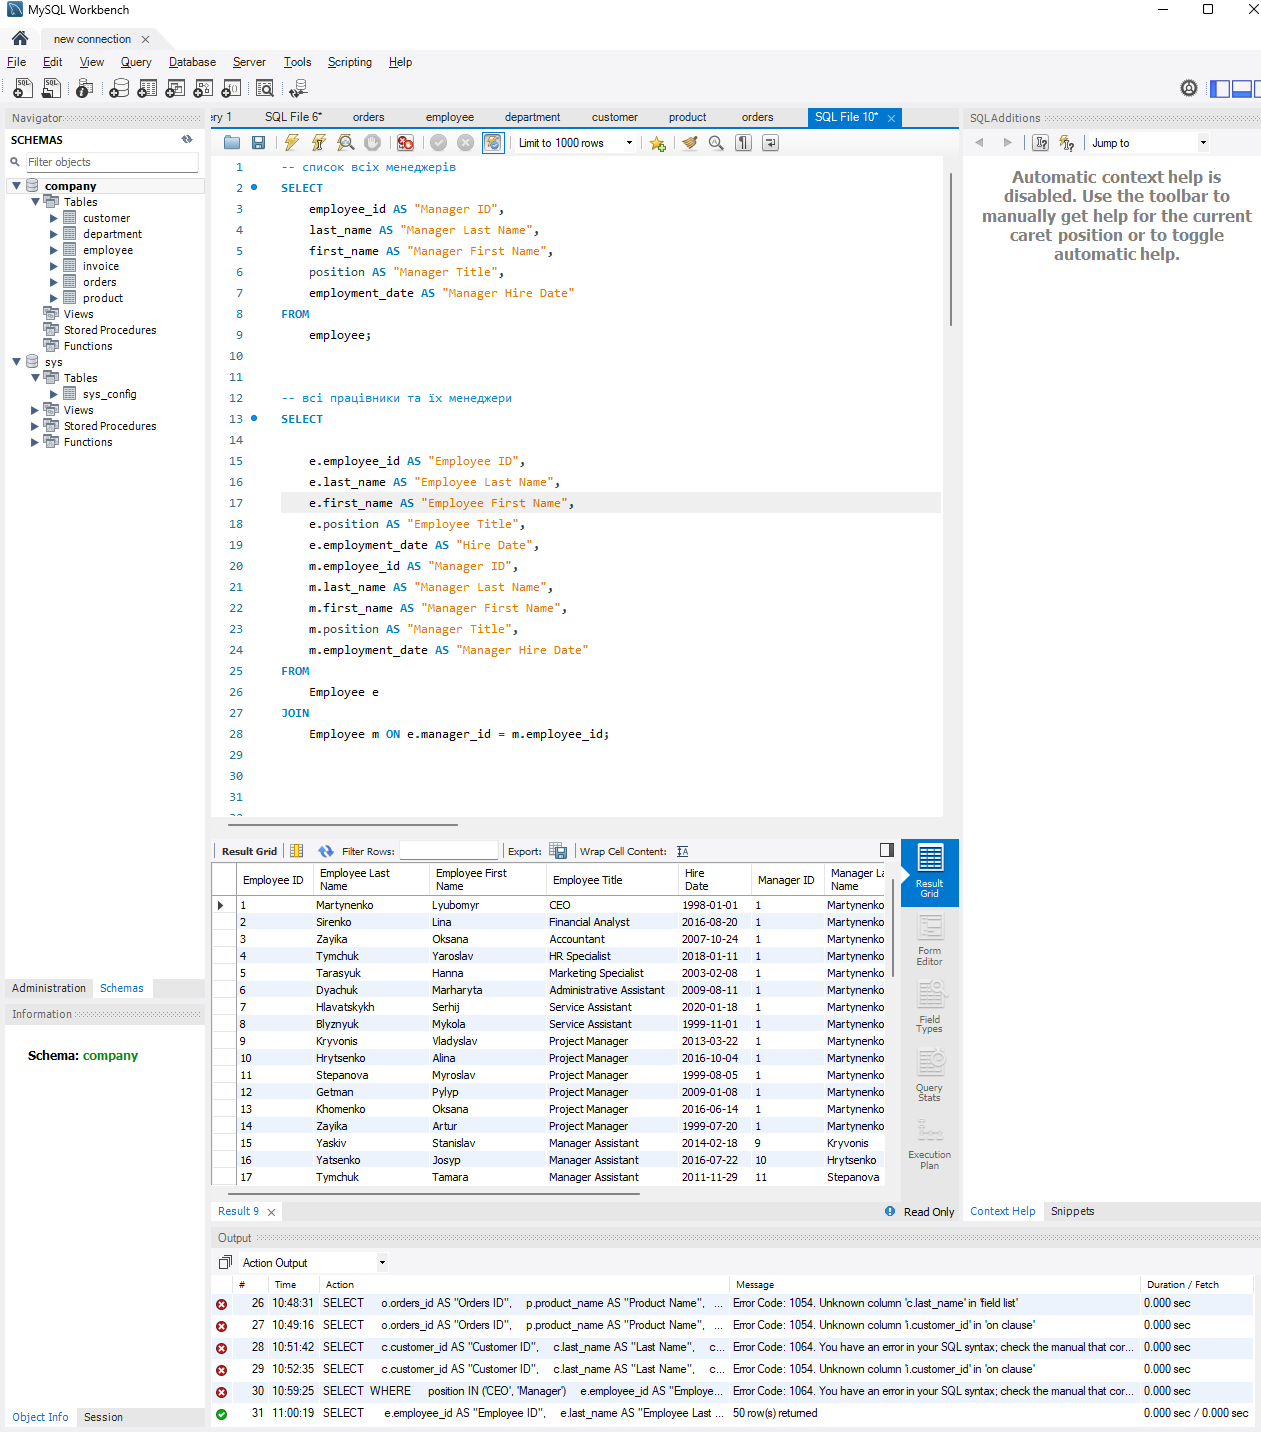 MySQL Workbench
new connection
File Edit View Query Database Server Tools Scripting Help
Navigator
SCHEMAS
Filter objects
company
Tables
customer
department
employee
invoice
orders
product
Views
Stored Procedures
Functions
sys
Tables
sys_config
Views
Stored Procedures
Functions
Administration Schemas
Information
Schema: company
Object Info Session
ery 1 SQL File 6* orders employee department customer product orders SQL File 10*
Limit to 1000 rows
1 -- список всіх менеджерів
2 SELECT
3 employee_id AS "Manager ID",
4 last_name AS "Manager Last Name",
5 first_name AS "Manager First Name",
6 position AS "Manager Title",
7 employment_date AS "Manager Hire Date"
8 FROM
9 employee;
10
11
12 -- всі працівники та їх менеджери
13 SELECT
14
15 e.employee_id AS "Employee ID",
16 e.last_name AS "Employee Last Name",
17 e.first_name AS "Employee First Name",
18 e.position AS "Employee Title",
19 e.employment_date AS "Hire Date",
20 m.employee_id AS "Manager ID",
21 m.last_name AS "Manager Last Name",
22 m.first_name AS "Manager First Name",
23 m.position AS "Manager Title",
24 m.employment_date AS "Manager Hire Date"
25 FROM
26 Employee e
27 JOIN
28 Employee m ON e.manager_id = m.employee_id;
29
30
31
Result Grid Filter Rows: Export: Wrap Cell Content:
Employee ID Employee Last Name Employee First Name Employee Title Hire Date Manager ID Manager La Name
1 Martynenko Lyubomyr CEO 1998-01-01 1 Martynenko
2 Sirenko Lina Financial Analyst 2016-08-20 1 Martynenko
3 Zayika Oksana Accountant 2007-10-24 1 Martynenko
4 Tymchuk Yaroslav HR Specialist 2018-01-11 1 Martynenko
5 Tarasyuk Hanna Marketing Specialist 2003-02-08 1 Martynenko
6 Dyachuk Marharyta Administrative Assistant 2009-08-11 1 Martynenko
7 Hlavatskykh Serhij Service Assistant 2020-01-18 1 Martynenko
8 Blyznyuk Mykola Service Assistant 1999-11-01 1 Martynenko
9 Kryvonis Vladyslav Project Manager 2013-03-22 1 Martynenko
10 Hrytsenko Alina Project Manager 2016-10-04 1 Martynenko
11 Stepanova Myroslav Project Manager 1999-08-05 1 Martynenko
12 Getman Pylyp Project Manager 2009-01-08 1 Martynenko
13 Khomenko Oksana Project Manager 2016-06-14 1 Martynenko
14 Zayika Artur Project Manager 1999-07-20 1 Martynenko
15 Yaskiv Stanislav Manager Assistant 2014-02-18 9 Kryvonis
16 Yatsenko Josyp Manager Assistant 2016-07-22 10 Hrytsenko
17 Tymchuk Tamara Manager Assistant 2011-11-29 11 Stepanova
Result Grid
Form Editor
Field Types
Query Stats
Execution Plan
Result 9 Read Only
SQLAdditions
Jump to
Automatic context help is
disabled. Use the toolbar to
manually get help for the current
caret position or to toggle
automatic help.
Context Help Snippets
Output
Action Output
# Time Action Message Duration / Fetch
26 10:48:31 SELECT o.orders_id AS "Orders ID", p.product_name AS "Product Name", ... Error Code: 1054. Unknown column 'c.last_name' in 'field list' 0.000 sec
27 10:49:16 SELECT o.orders_id AS "Orders ID", p.product_name AS "Product Name", ... Error Code: 1054. Unknown column 'i.customer_id' in 'on clause' 0.000 sec
28 10:51:42 SELECT c.customer_id AS "Customer ID", c.last_name AS "Last Name", c... Error Code: 1064. You have an error in your SQL syntax; check the manual that cor... 0.000 sec
29 10:52:35 SELECT c.customer_id AS "Customer ID", c.last_name AS "Last Name", c... Error Code: 1054. Unknown column 'i.customer_id' in 'on clause' 0.000 sec
30 10:59:25 SELECT WHERE position IN ('CEO', 'Manager') e.employee_id AS "Employe... Error Code: 1064. You have an error in your SQL syntax; check the manual that cor... 0.000 sec
31 11:00:19 SELECT e.employee_id AS "Employee ID", e.last_name AS "Employee Last ... 50 row(s) returned 0.000 sec / 0.000 sec